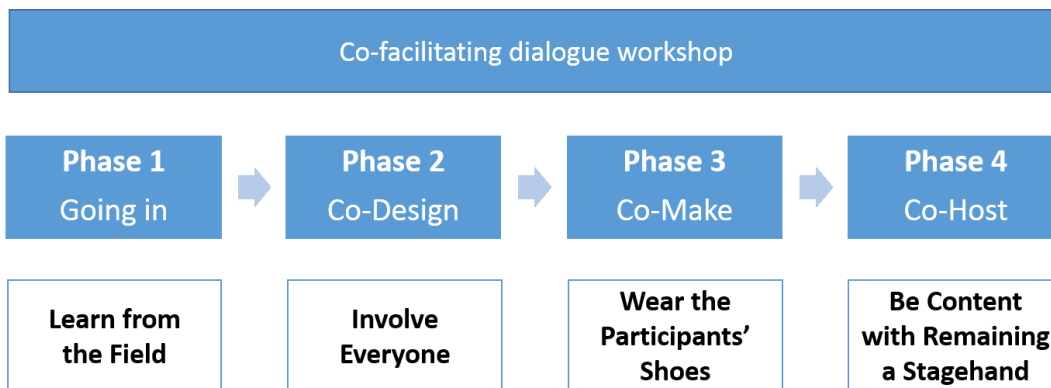 Co-facilitating dialogue workshop
Phase 1
Going in
Phase 2
Co-Design
Phase 3
Co-Make
Phase 4
Co-Host
Learn from
the Field
Involve
Everyone
Wear the
Participants’
Shoes
Be Content
with Remaining
a Stagehand